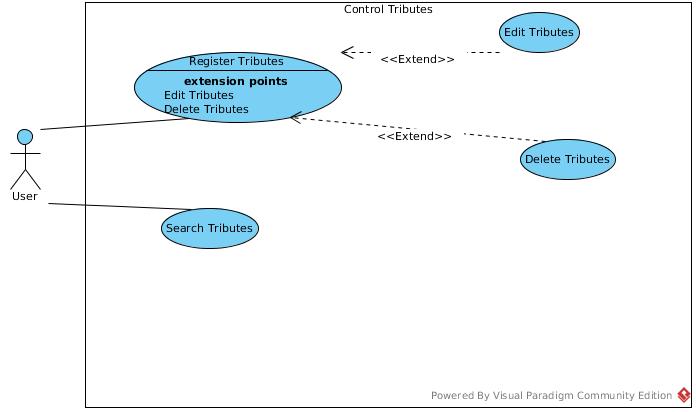 Control Tributes
Edit Tributes
Register Tributes
<<Extend>>
extension points
Edit Tributes
Delete Tributes
<<Extend>>
Delete Tributes
User
Search Tributes
Powered By Visual Paradigm Community Edition